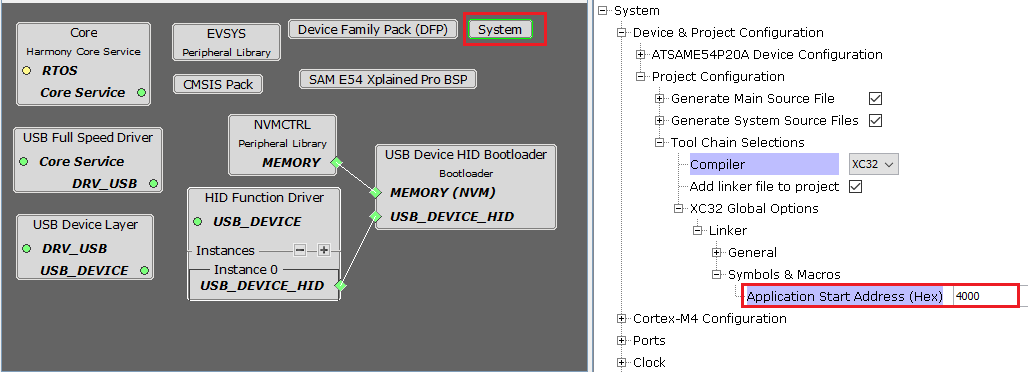 Core
Harmony Core Service
RTOS
Core Service
EVSYS
Peripheral Library
Device Family Pack (DFP)
System
CMSIS Pack
SAM E54 Xplained Pro BSP
USB Full Speed Driver
Core Service
DRV_USB
NVMCTRL
Peripheral Library
MEMORY
USB Device HID Bootloader
Bootloader
MEMORY (NVM)
USB_DEVICE_HID
HID Function Driver
USB_DEVICE
Instances
Instance 0
USB_DEVICE_HID
USB Device Layer
DRV_USB
USB_DEVICE
System
Device & Project Configuration
ATSAME54P20A Device Configuration
Project Configuration
Generate Main Source File
Generate System Source Files
Tool Chain Selections
Compiler XC32
Add linker file to project
XC32 Global Options
Linker
General
Symbols & Macros
Application Start Address (Hex) 4000
Cortex-M4 Configuration
Ports
Clock